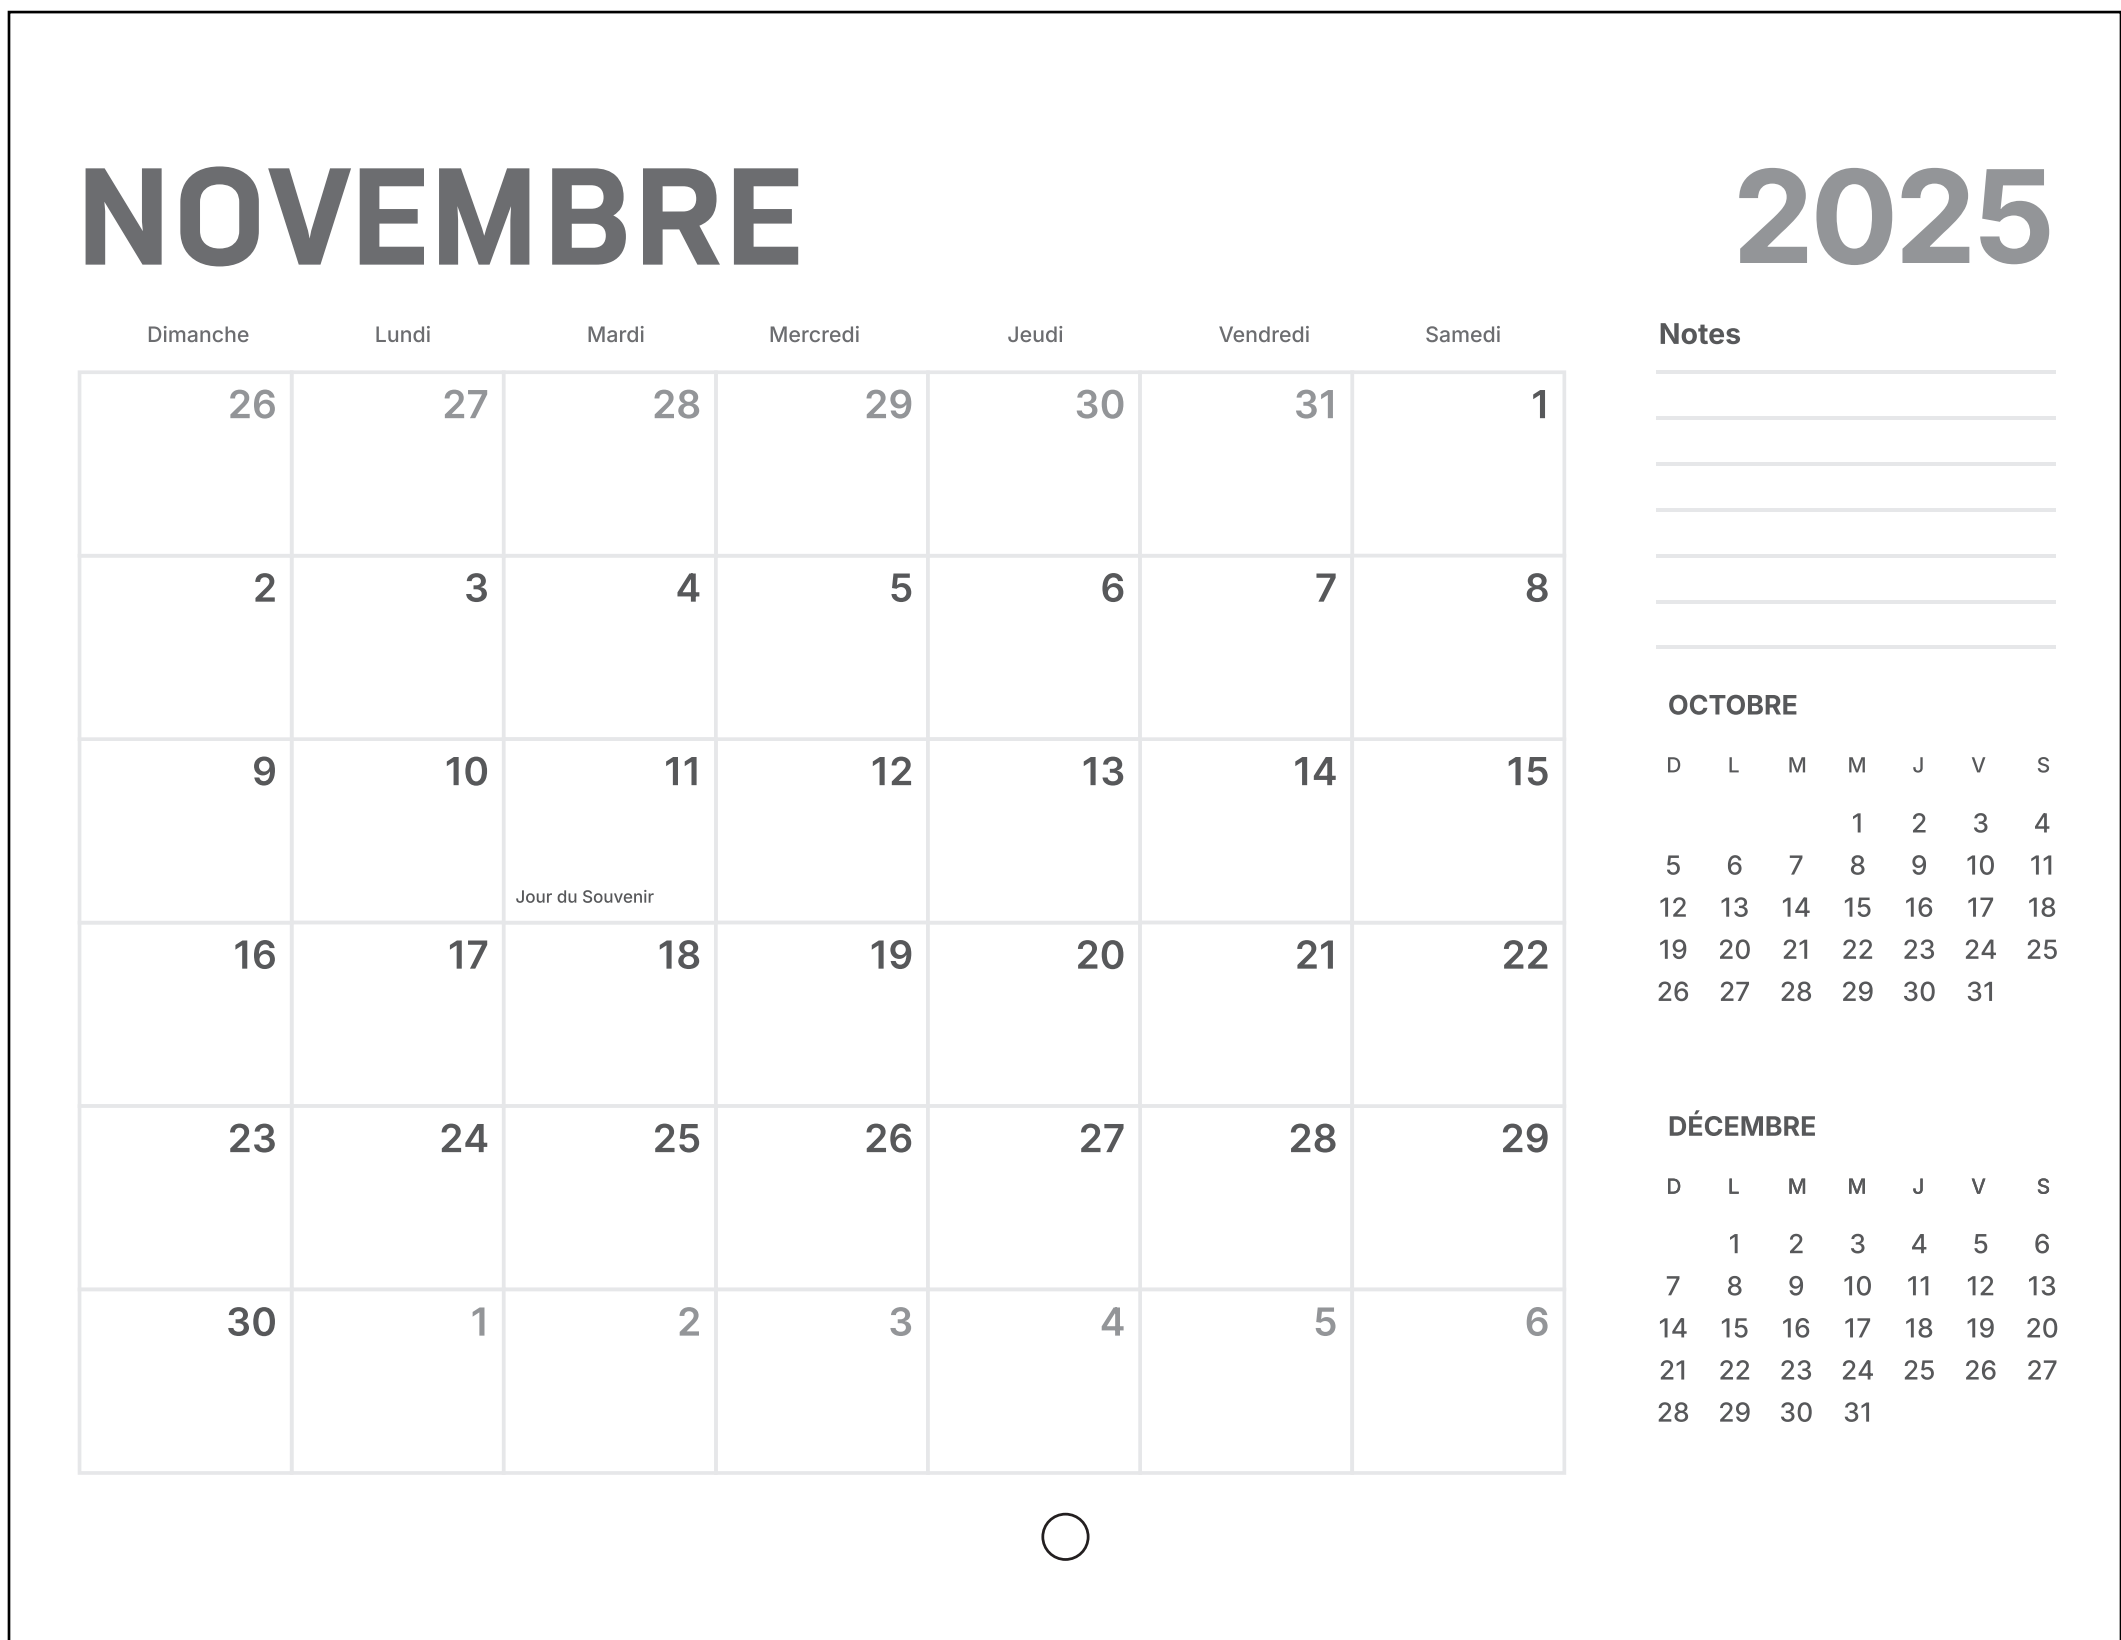 NOVEMBRE 2025
Dimanche Lundi Mardi Mercredi Jeudi Vendredi Samedi
26 27 28 29 30 31 1
2 3 4 5 6 7 8
9 10 11 12 13 14 15
Jour du Souvenir
16 17 18 19 20 21 22
23 24 25 26 27 28 29
30 1 2 3 4 5 6
Notes
OCTOBRE
D L M M J V S
1 2 3 4
5 6 7 8 9 10 11
12 13 14 15 16 17 18
19 20 21 22 23 24 25
26 27 28 29 30 31
DÉCEMBRE
D L M M J V S
1 2 3 4 5 6
7 8 9 10 11 12 13
14 15 16 17 18 19 20
21 22 23 24 25 26 27
28 29 30 31